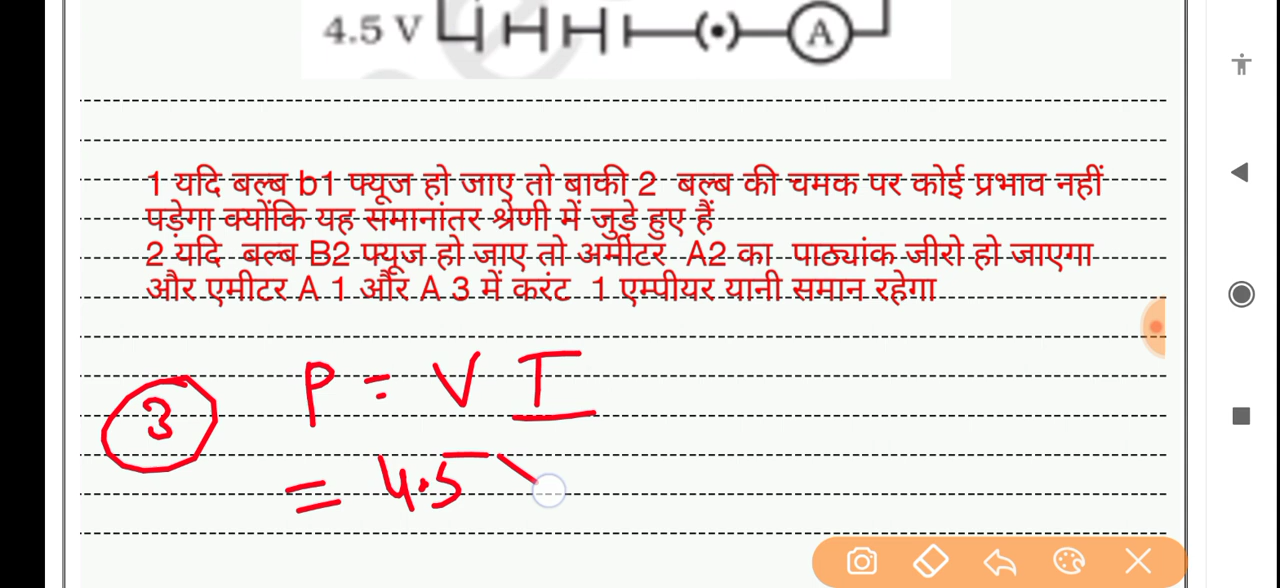 4.5 V
A
1 यदि बल्ब b1 फ्यूज हो जाए तो बाकी 2 बल्ब की चमक पर कोई प्रभाव नहीं
पड़ेगा क्योंकि यह समानांतर श्रेणी में जुड़े हुए हैं
2 यदि बल्ब B2 फ्यूज हो जाए तो अमीटर A2 का पाठ्यांक जीरो हो जाएगा
और एमीटर A 1 और A 3 में करंट 1 एम्पीयर यानी समान रहेगा
3 P = V I
= 4.5